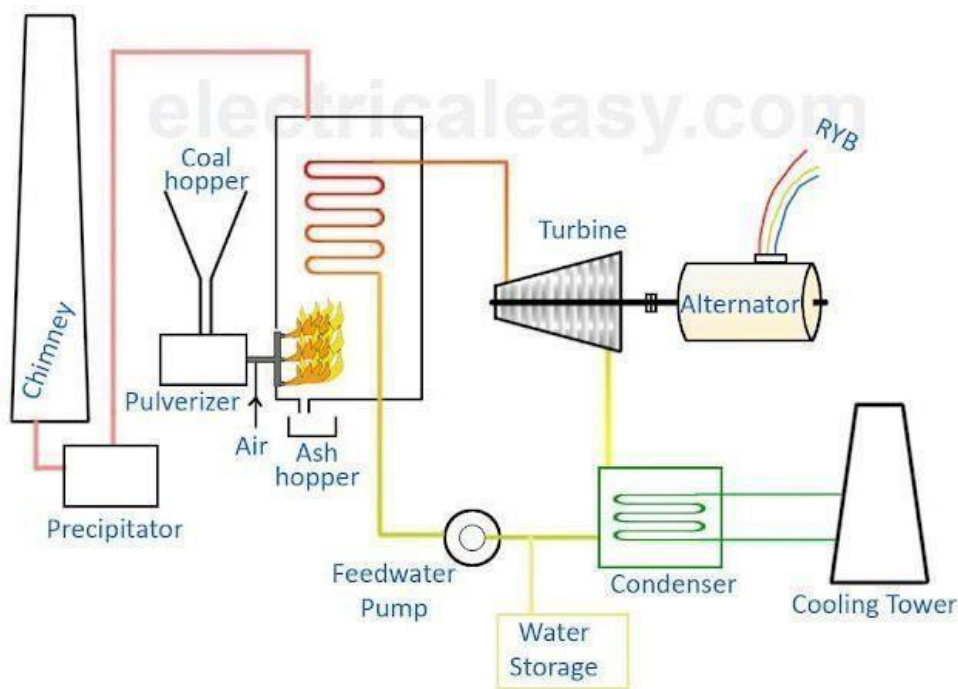 electricaleasy.com
RYB
Coal
hopper
Turbine
Alternator
Chimney
Pulverizer
Air
Ash
hopper
Precipitator
Feedwater
Pump
Condenser
Cooling Tower
Water
Storage